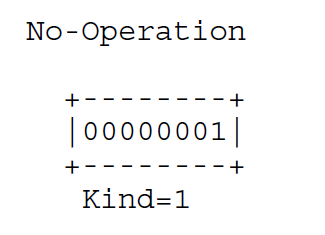 No-Operation
+--------+
|00000001|
+--------+
Kind=1